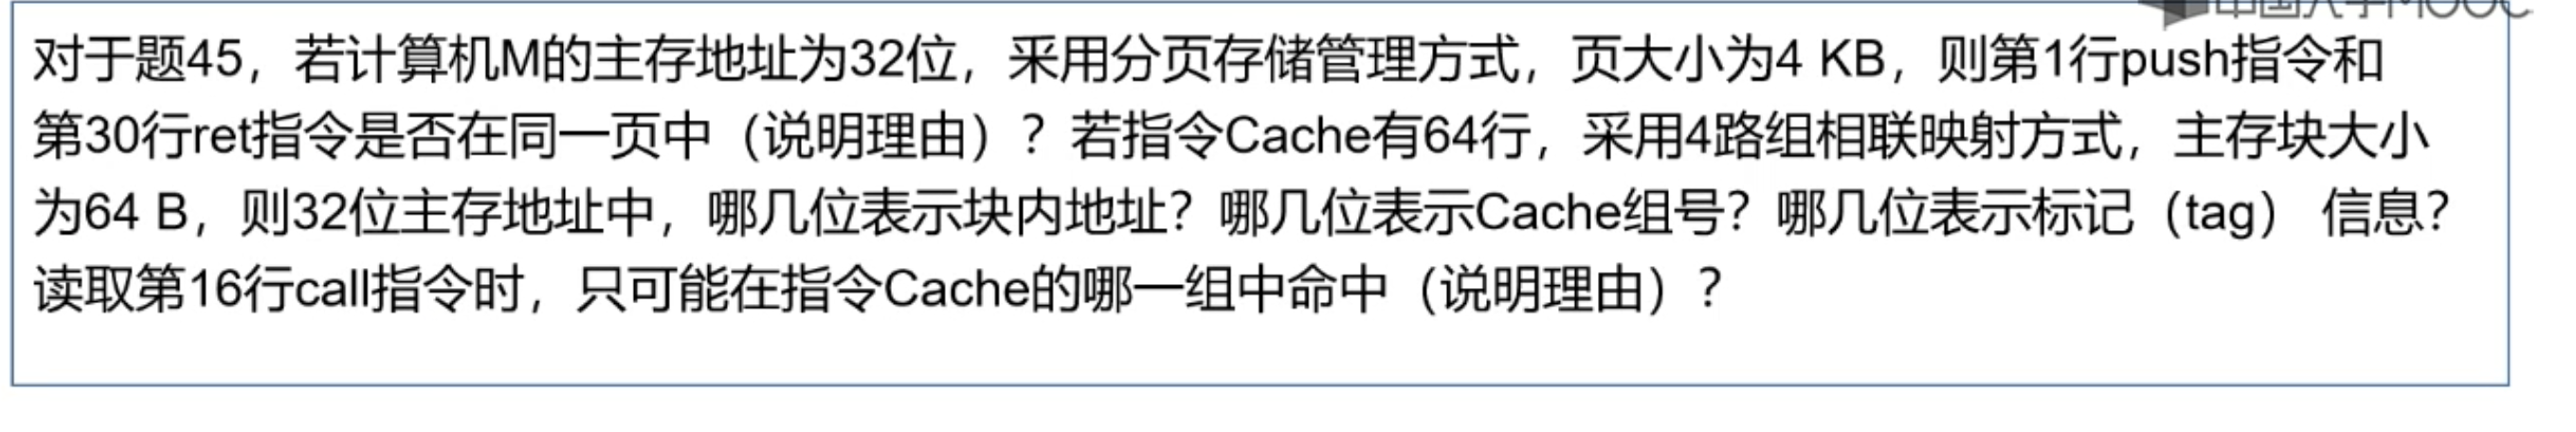 中国大学MOOC
对于题45，若计算机M的主存地址为32位，采用分页存储管理方式，页大小为4 KB，则第1行push指令和
第30行ret指令是否在同一页中（说明理由）？若指令Cache有64行，采用4路组相联映射方式，主存块大小
为64 B，则32位主存地址中，哪几位表示块内地址？哪几位表示Cache组号？哪几位表示标记（tag） 信息？
读取第16行call指令时，只可能在指令Cache的哪一组中命中（说明理由）？